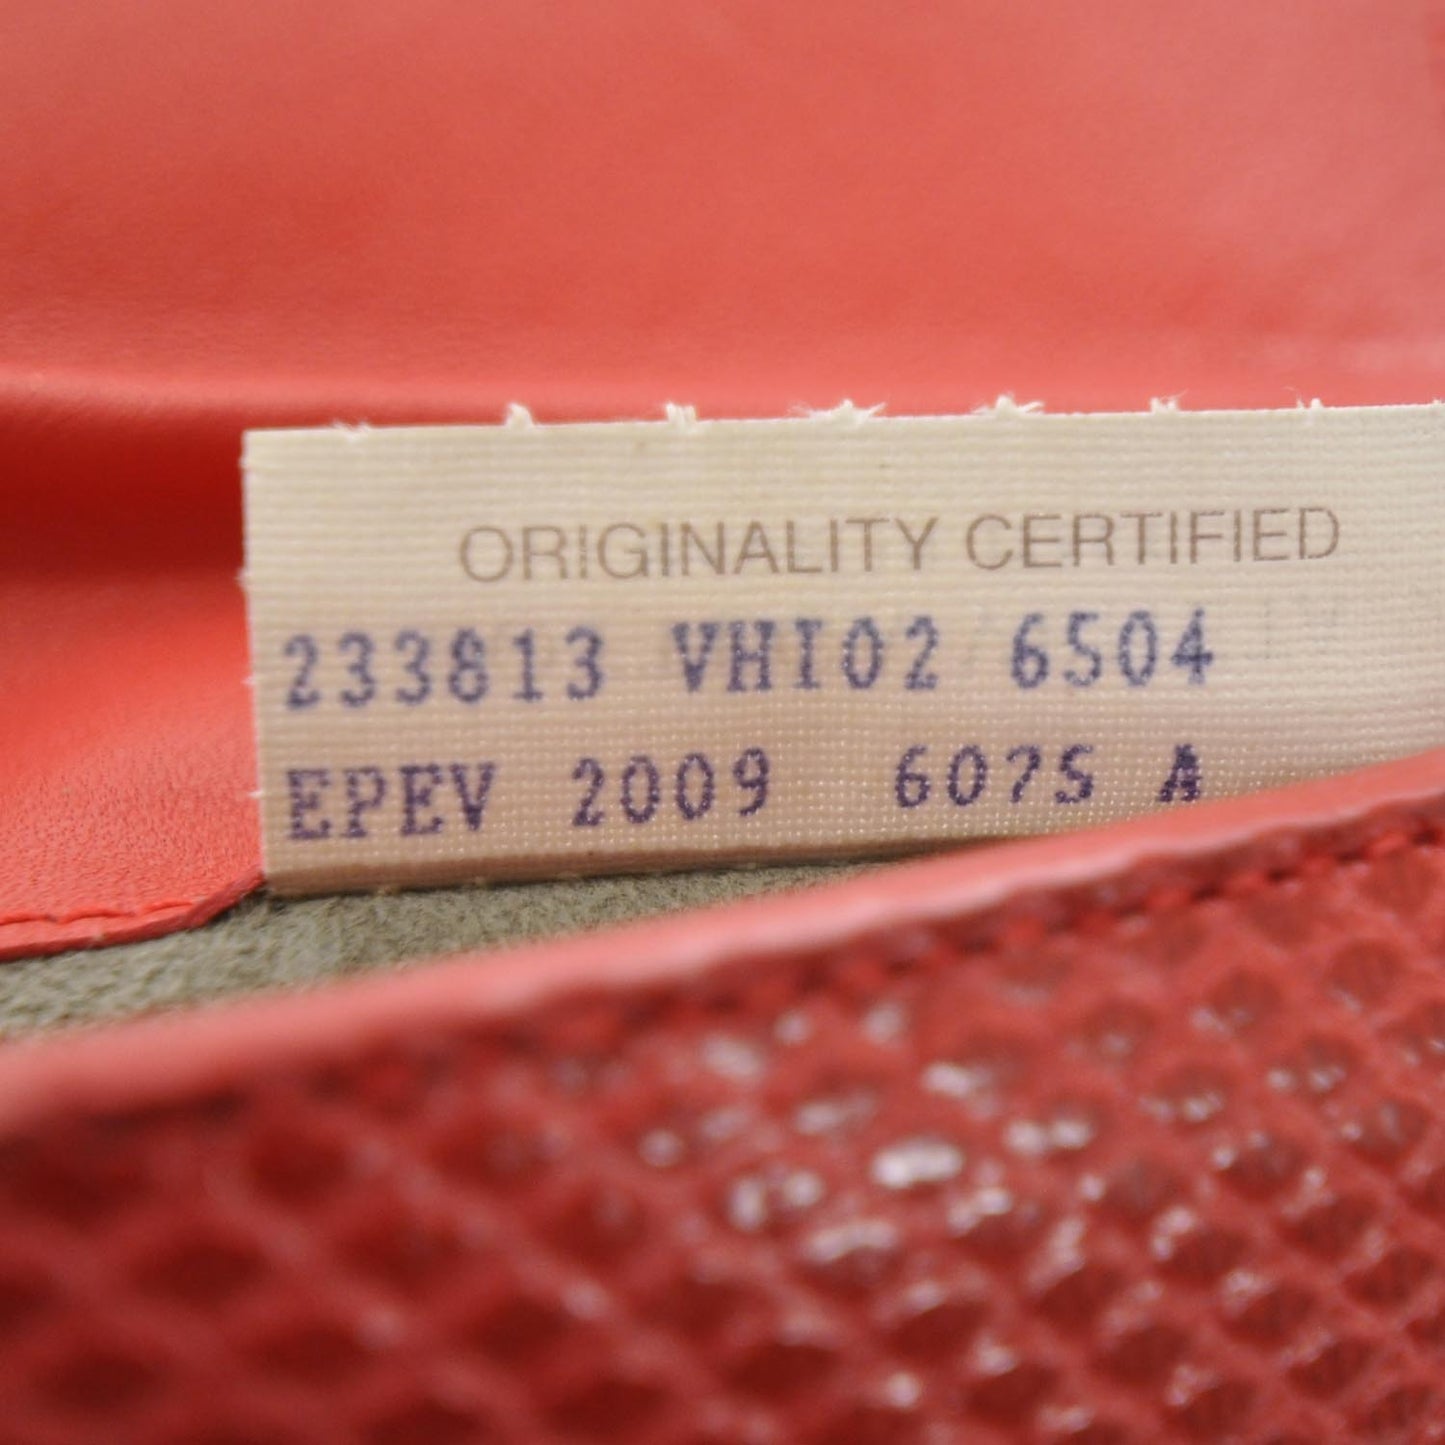 ORIGINALITY CERTIFIED
233813 VHI02 6504
EPEV 2009 6075 A